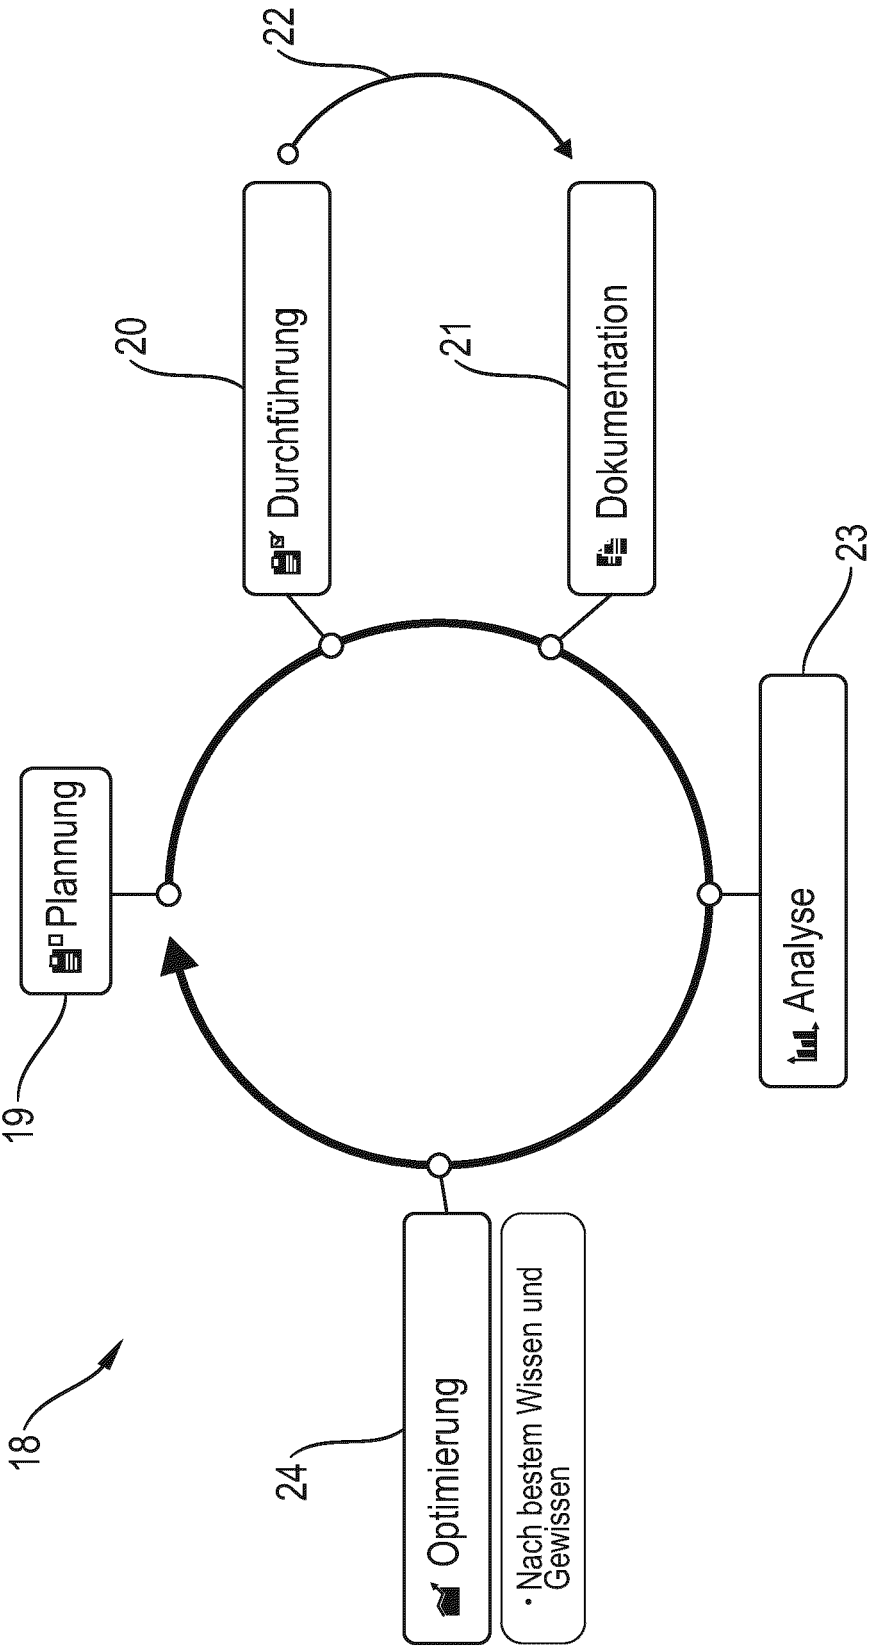 18
19
Plannung
20
Durchführung
22
21
Dokumentation
23
Analyse
24
Optimierung
• Nach bestem Wissen und
Gewissen